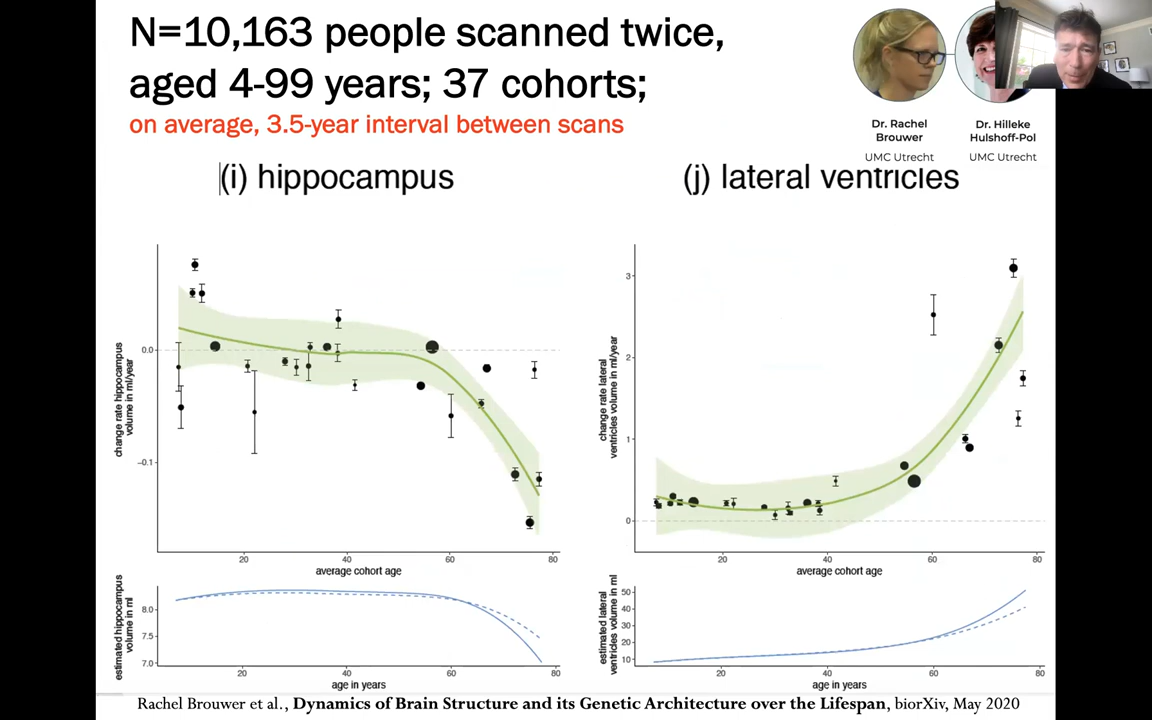 N=10,163 people scanned twice,
aged 4-99 years; 37 cohorts;
on average, 3.5-year interval between scans
Dr. Rachel
Brouwer
UMC Utrecht
Dr. Hilleke
Hulshoff-Pol
UMC Utrecht
(i) hippocampus
change rate hippocampus
volume in ml/year
0.0
-0.1
20 40 60 80
average cohort age
estimated hippocampus
volume in ml
8.0
7.5
7.0
20 40 60 80
age in years
(j) lateral ventricles
change rate lateral
ventricles volume in ml/year
3
2
1
0
20 40 60 80
average cohort age
estimated lateral
ventricles volume in ml
50
40
30
20
10
20 40 60 80
age in years
Rachel Brouwer et al., Dynamics of Brain Structure and its Genetic Architecture over the Lifespan, biorXiv, May 2020